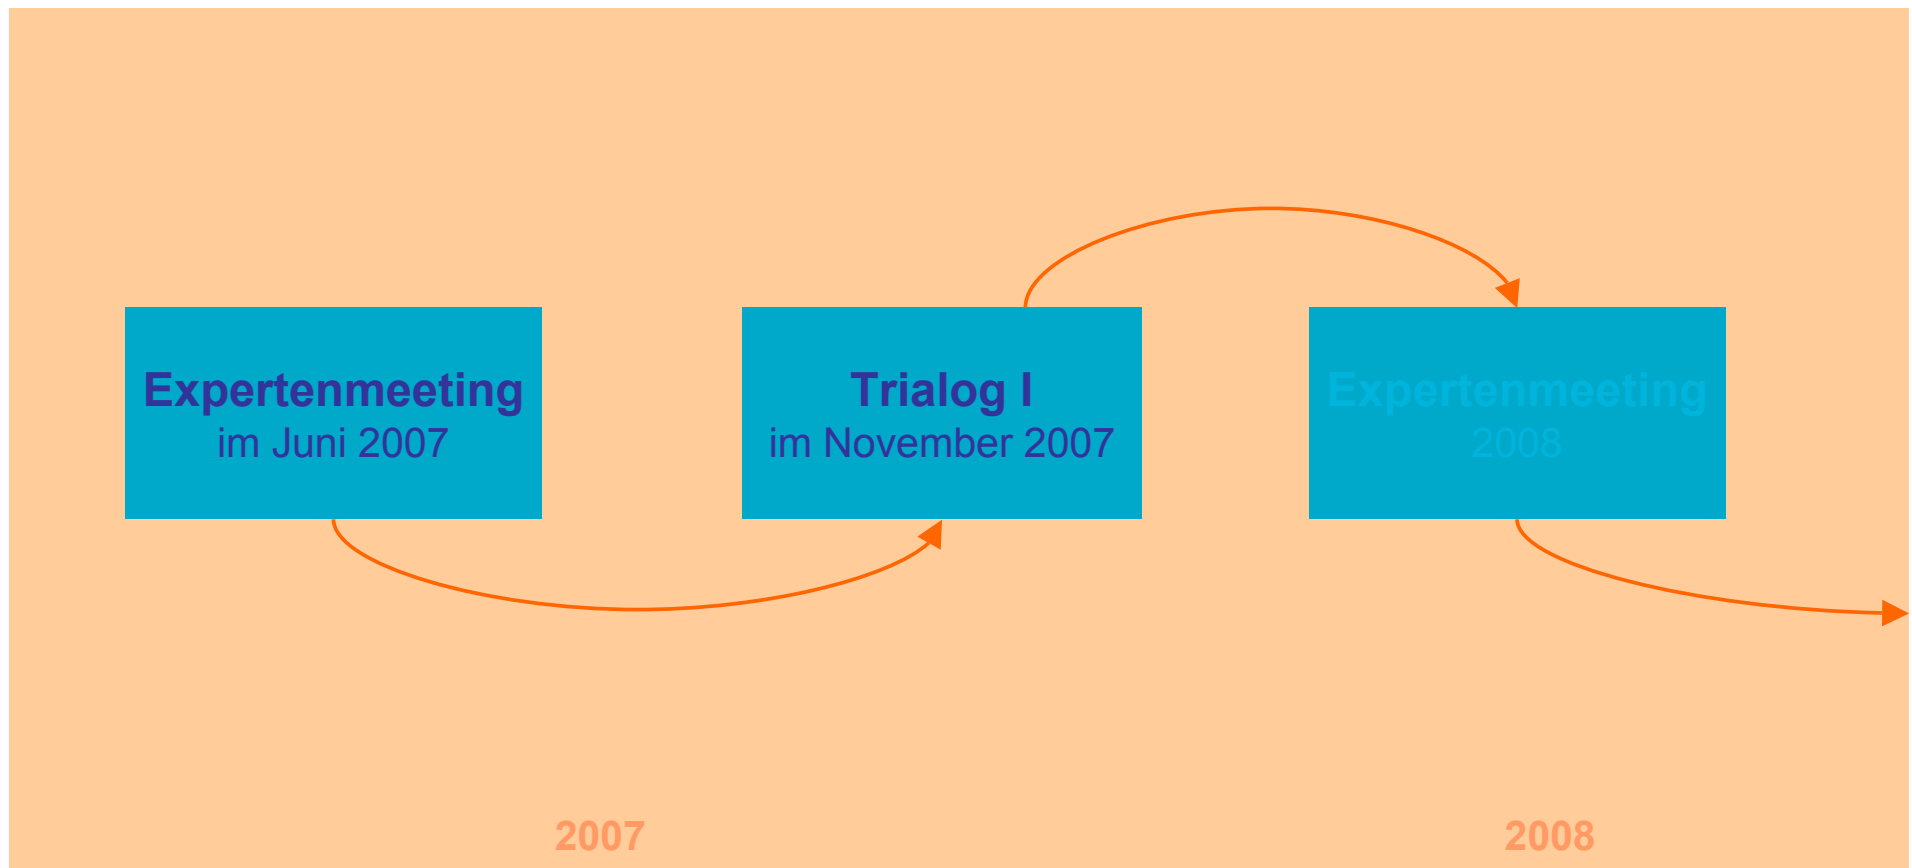 Expertenmeeting
im Juni 2007
Trialog I
im November 2007
Expertenmeeting
2008
2007
2008